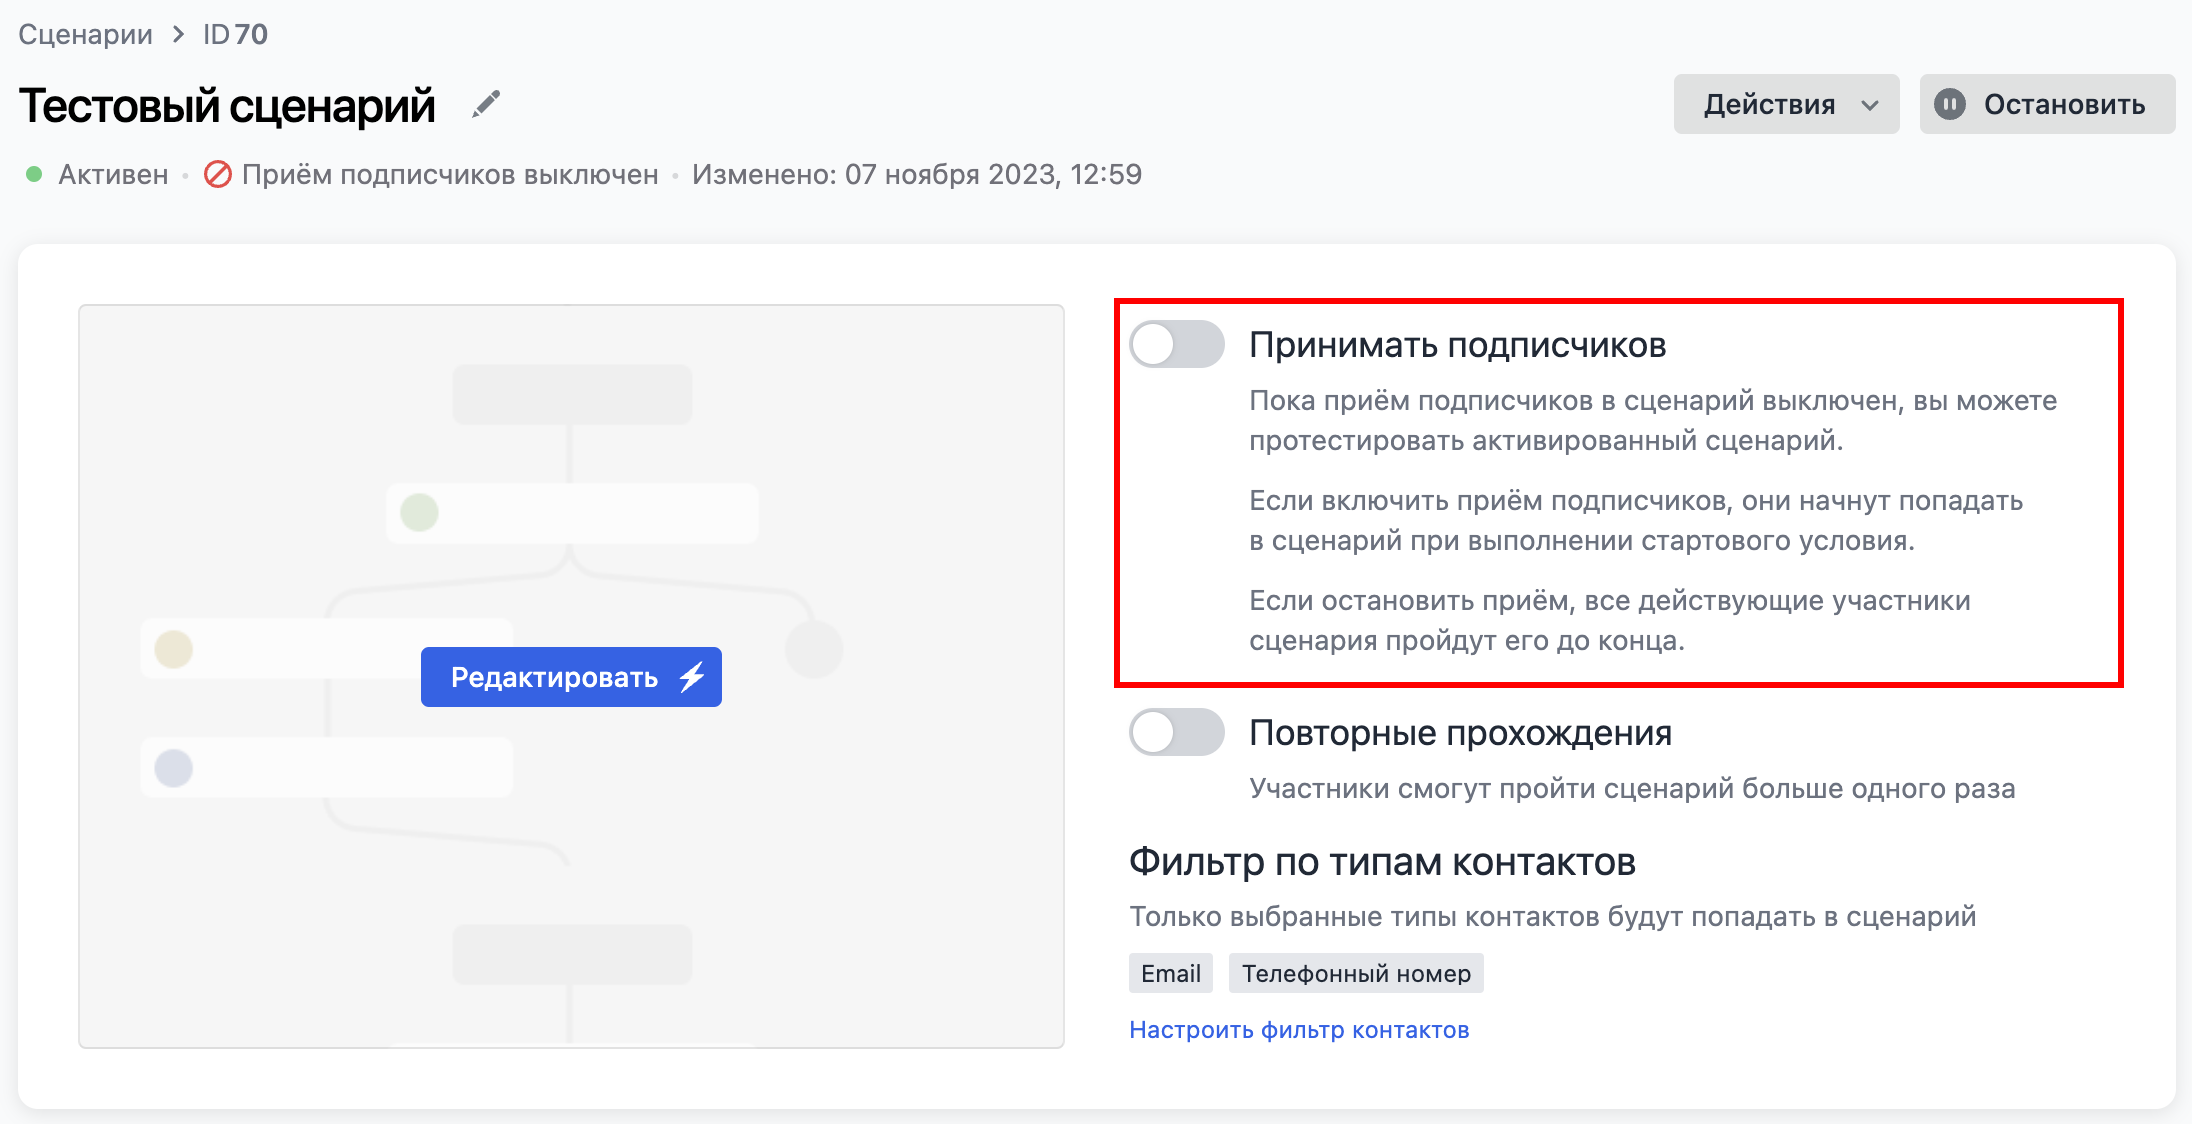 Сценарии > ID 70
Тестовый сценарий
Действия
Остановить
Активен · Приём подписчиков выключен · Изменено: 07 ноября 2023, 12:59
Редактировать
Принимать подписчиков
Пока приём подписчиков в сценарий выключен, вы можете
протестировать активированный сценарий.
Если включить приём подписчиков, они начнут попадать
в сценарий при выполнении стартового условия.
Если остановить приём, все действующие участники
сценария пройдут его до конца.
Повторные прохождения
Участники смогут пройти сценарий больше одного раза
Фильтр по типам контактов
Только выбранные типы контактов будут попадать в сценарий
Email
Телефонный номер
Настроить фильтр контактов